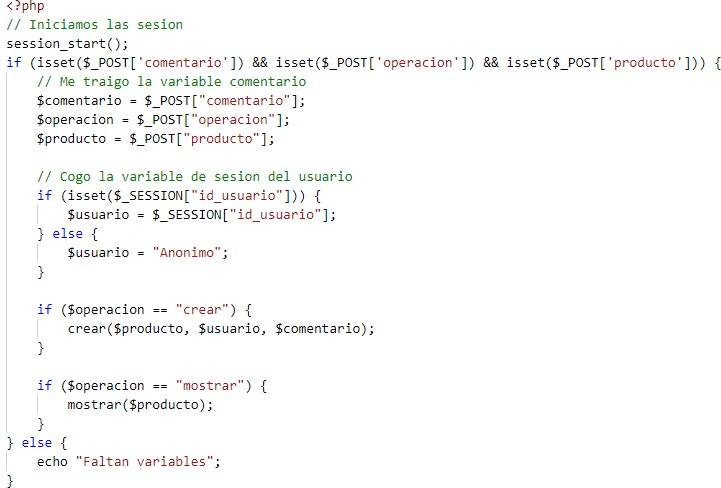 <?php
// Iniciamos las sesion
session_start();
if (isset($_POST['comentario']) && isset($_POST['operacion']) && isset($_POST['producto'])) {
    // Me traigo la variable comentario
    $comentario = $_POST["comentario"];
    $operacion = $_POST["operacion"];
    $producto = $_POST["producto"];

    // Cogo la variable de sesion del usuario
    if (isset($_SESSION["id_usuario"])) {
        $usuario = $_SESSION["id_usuario"];
    } else {
        $usuario = "Anonimo";
    }

    if ($operacion == "crear") {
        crear($producto, $usuario, $comentario);
    }

    if ($operacion == "mostrar") {
        mostrar($producto);
    }
} else {
    echo "Faltan variables";
}